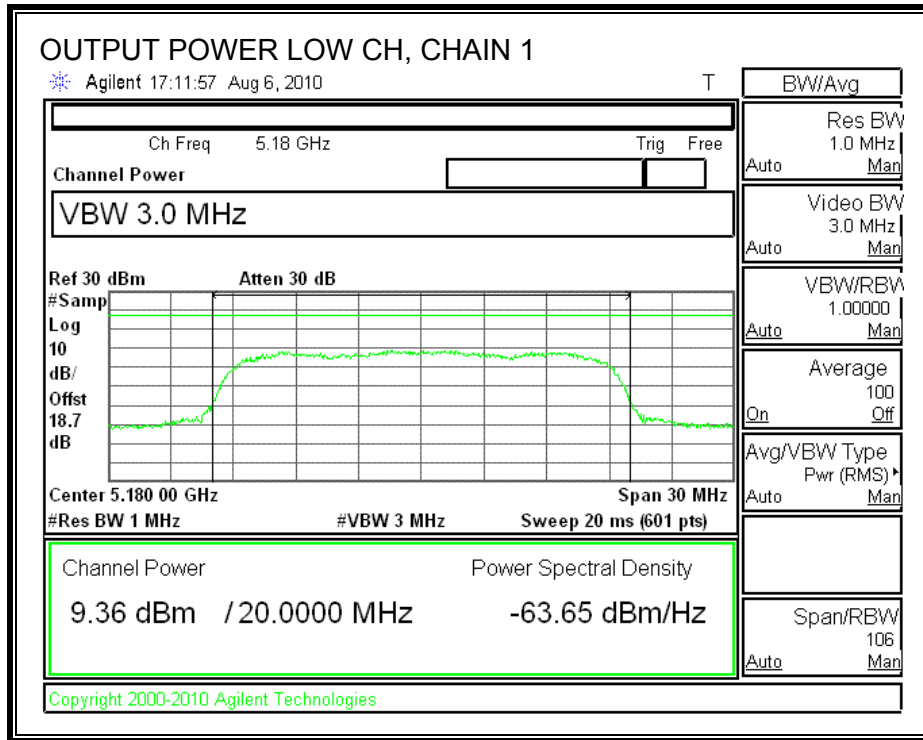 OUTPUT POWER LOW CH, CHAIN 1
Agilent 17:11:57 Aug 6, 2010 T
BW/Avg
Ch Freq 5.18 GHz Trig Free
Channel Power
VBW 3.0 MHz
Ref 30 dBm Atten 30 dB
#Samp
Log
10
dB/
Offst
18.7
dB
Center 5.180 00 GHz Span 30 MHz
#Res BW 1 MHz #VBW 3 MHz Sweep 20 ms (601 pts)
Channel Power Power Spectral Density
9.36 dBm / 20.0000 MHz -63.65 dBm/Hz
Copyright 2000-2010 Agilent Technologies
Res BW
1.0 MHz
Auto Man
Video BW
3.0 MHz
Auto Man
VBW/RBW
1.00000
Auto Man
Average
100
On Off
Avg/VBW Type
Pwr (RMS)
Auto Man
Span/RBW
106
Auto Man